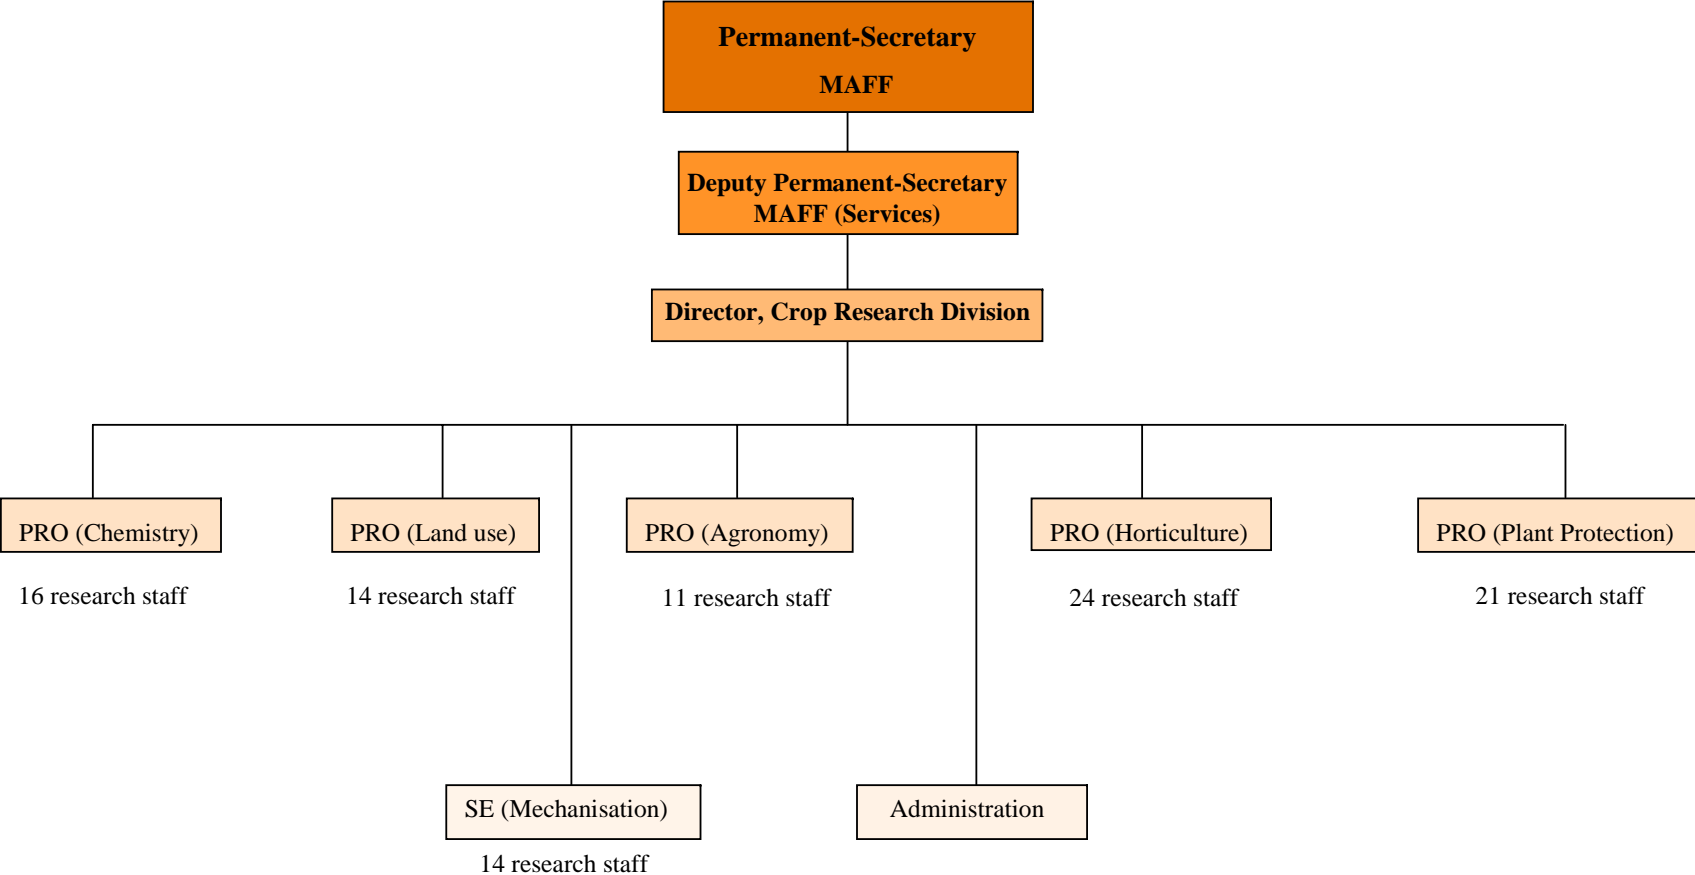 Permanent-Secretary
MAFF
Deputy Permanent-Secretary
MAFF (Services)
Director, Crop Research Division
PRO (Chemistry)
PRO (Land use)
PRO (Agronomy)
PRO (Horticulture)
PRO (Plant Protection)
16 research staff
14 research staff
11 research staff
24 research staff
21 research staff
SE (Mechanisation)
Administration
14 research staff